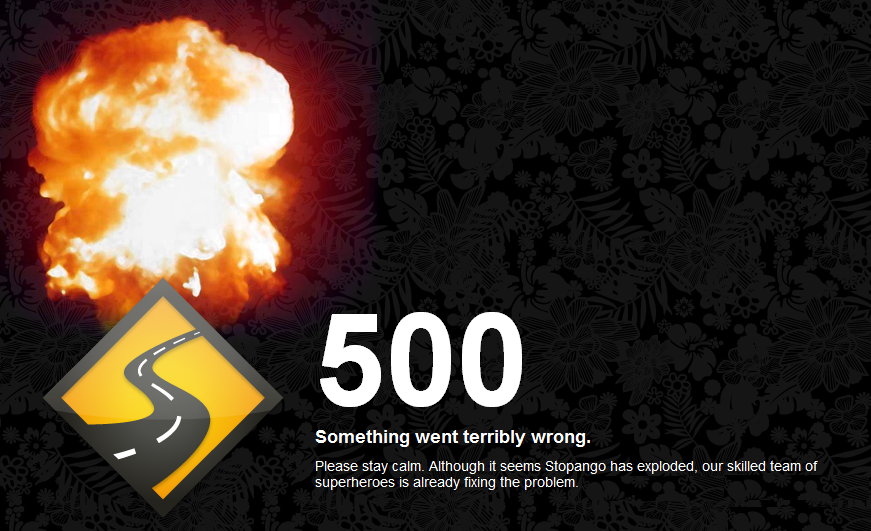 500
Something went terribly wrong.
Please stay calm. Although it seems Stopango has exploded, our skilled team of
superheroes is already fixing the problem.